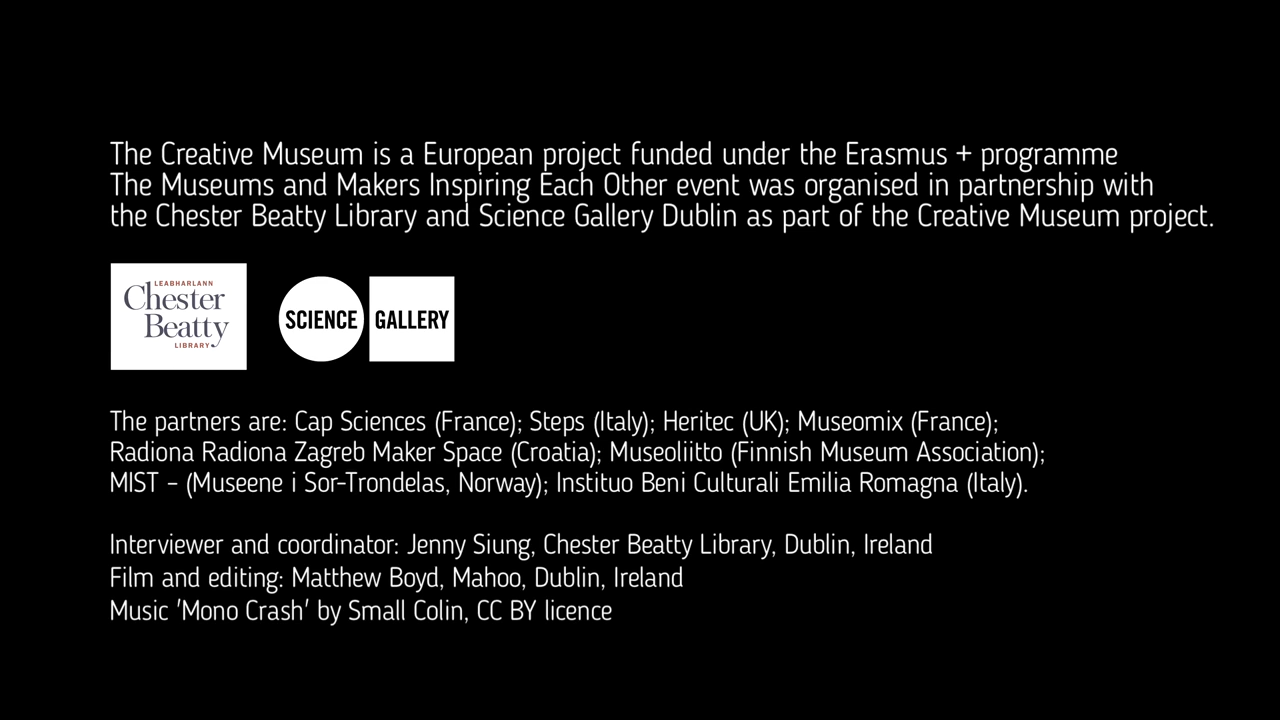 The Creative Museum is a European project funded under the Erasmus + programme
The Museums and Makers Inspiring Each Other event was organised in partnership with
the Chester Beatty Library and Science Gallery Dublin as part of the Creative Museum project.
LEABHARLANN
Chester
Beatty
LIBRARY
SCIENCE GALLERY
The partners are: Cap Sciences (France); Steps (Italy); Heritec (UK); Museomix (France);
Radiona Radiona Zagreb Maker Space (Croatia); Museoliitto (Finnish Museum Association);
MIST – (Museene i Sor-Trondelas, Norway); Instituo Beni Culturali Emilia Romagna (Italy).
Interviewer and coordinator: Jenny Siung, Chester Beatty Library, Dublin, Ireland
Film and editing: Matthew Boyd, Mahoo, Dublin, Ireland
Music 'Mono Crash' by Small Colin, CC BY licence